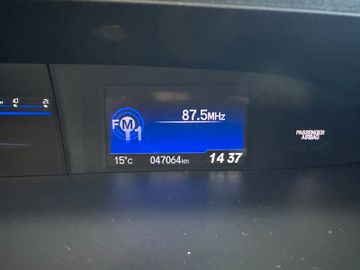 87.5MHz
FM1
15°C 047064km 14 37
PASSENGER
AIRBAG